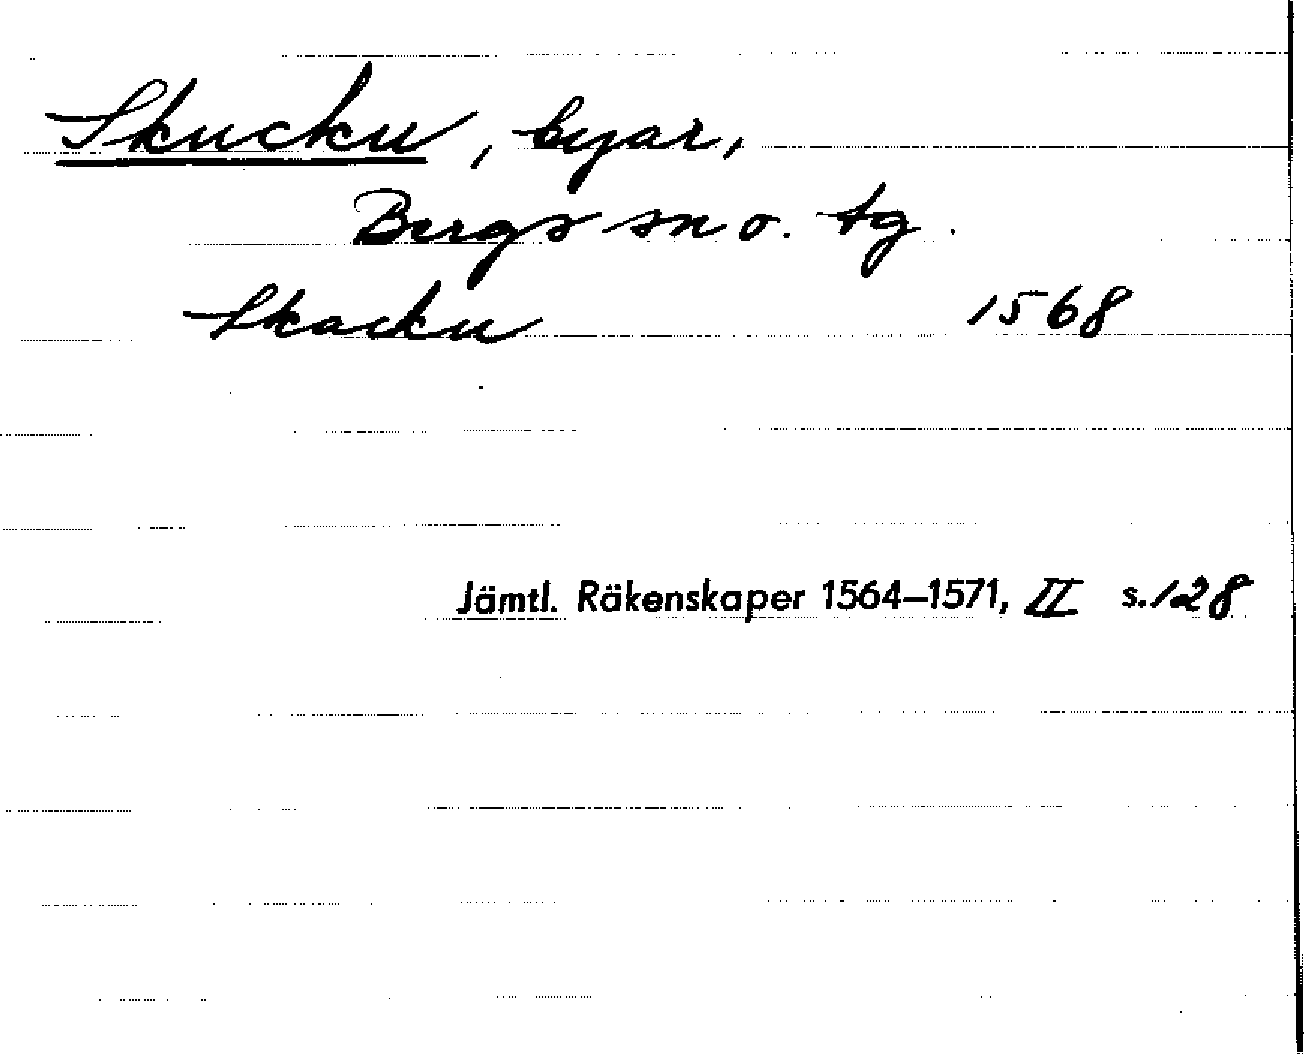 Skucku, byar,
Bergs sn o. tg.
Skacku 1568
Jämtl. Räkenskaper 1564–1571, II s. 128